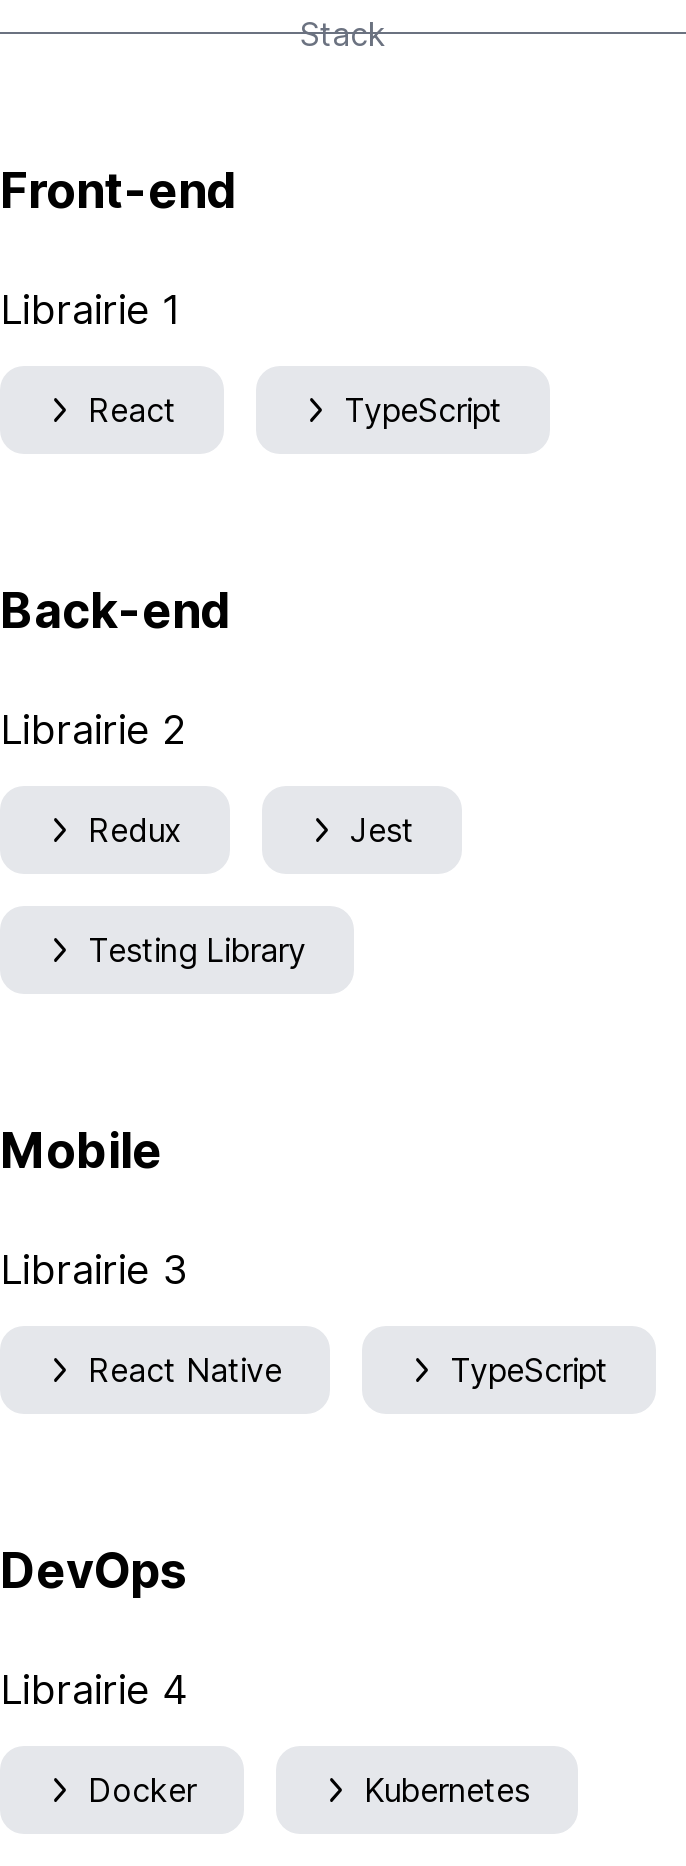 Stack
Front-end
Librairie 1
React TypeScript
Back-end
Librairie 2
Redux Jest
Testing Library
Mobile
Librairie 3
React Native TypeScript
DevOps
Librairie 4
Docker Kubernetes